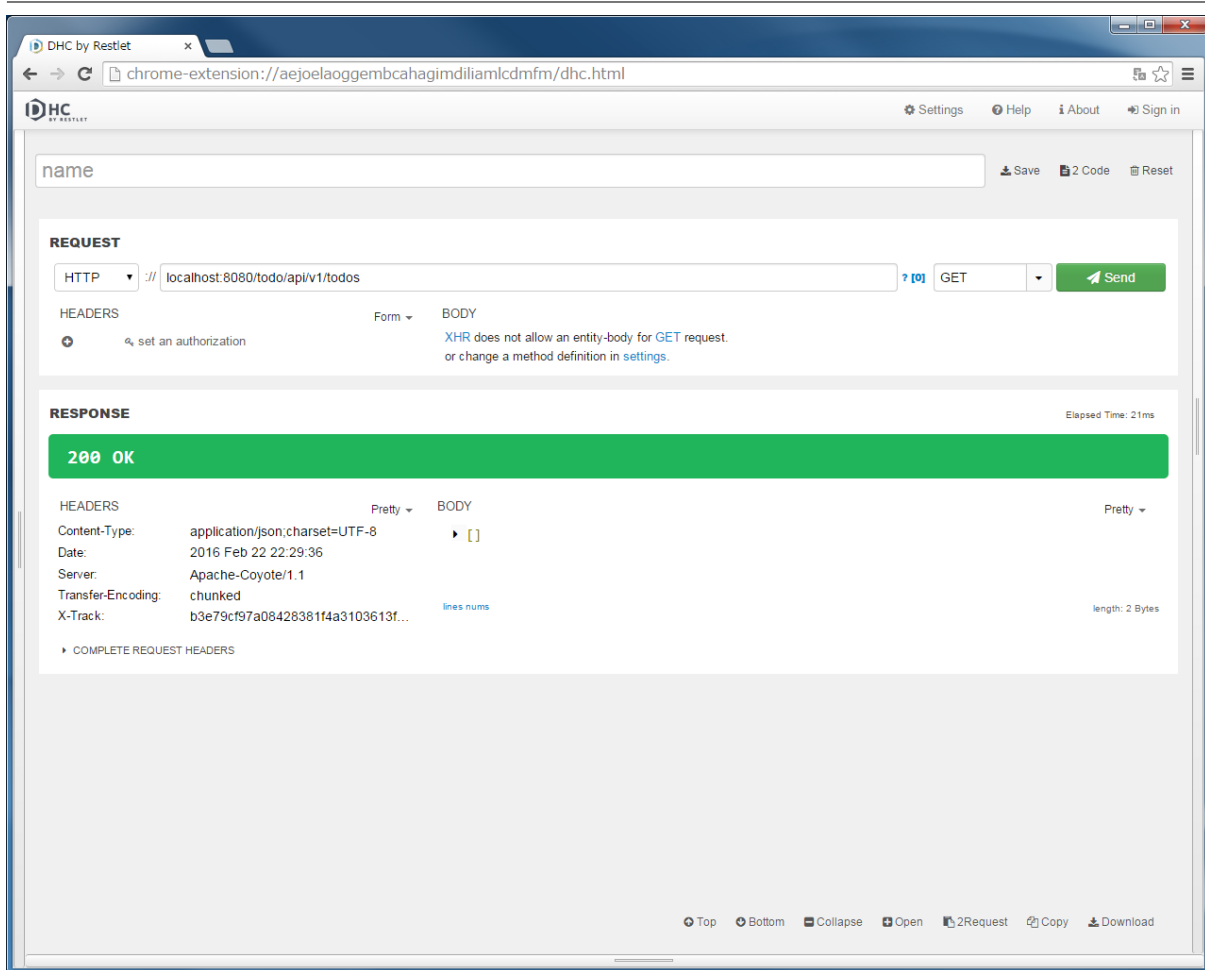 DHC by Restlet
chrome-extension://aejoelaoggembcahagimdiliamlcdmfm/dhc.html
DHC BY RESTLET Settings Help About Sign in
name Save 2 Code Reset
REQUEST
HTTP :// localhost:8080/todo/api/v1/todos ? [0] GET Send
HEADERS Form BODY
set an authorization XHR does not allow an entity-body for GET request.
or change a method definition in settings.
RESPONSE Elapsed Time: 21ms
200 OK
HEADERS Pretty BODY Pretty
Content-Type: application/json;charset=UTF-8 []
Date: 2016 Feb 22 22:29:36
Server: Apache-Coyote/1.1
Transfer-Encoding: chunked
lines nums length: 2 Bytes
X-Track: b3e79cf97a08428381f4a3103613f...
COMPLETE REQUEST HEADERS
Top Bottom Collapse Open 2Request Copy Download